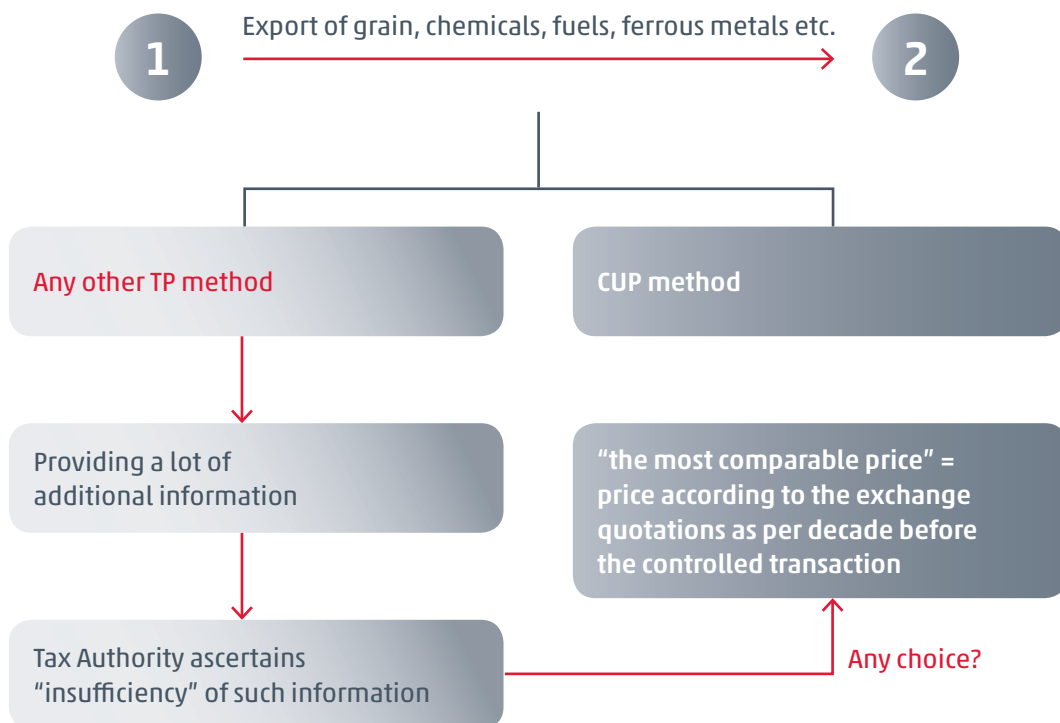 Export of grain, chemicals, fuels, ferrous metals etc.
1
2
Any other TP method
CUP method
Providing a lot of
additional information
“the most comparable price” =
price according to the exchange
quotations as per decade before
the controlled transaction
Tax Authority ascertains
“insufficiency” of such information
Any choice?